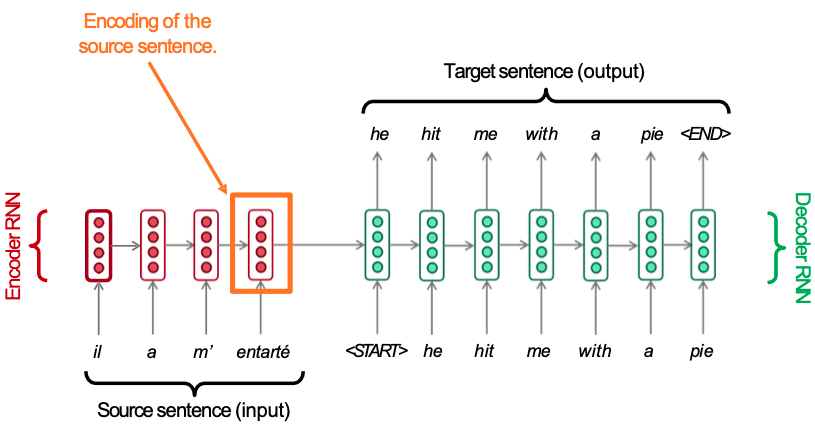 Encoding of the
source sentence.
Target sentence (output)
he hit me with a pie <END>
Encoder RNN
Decoder RNN
il a m’ entarté
<START> he hit me with a pie
Source sentence (input)